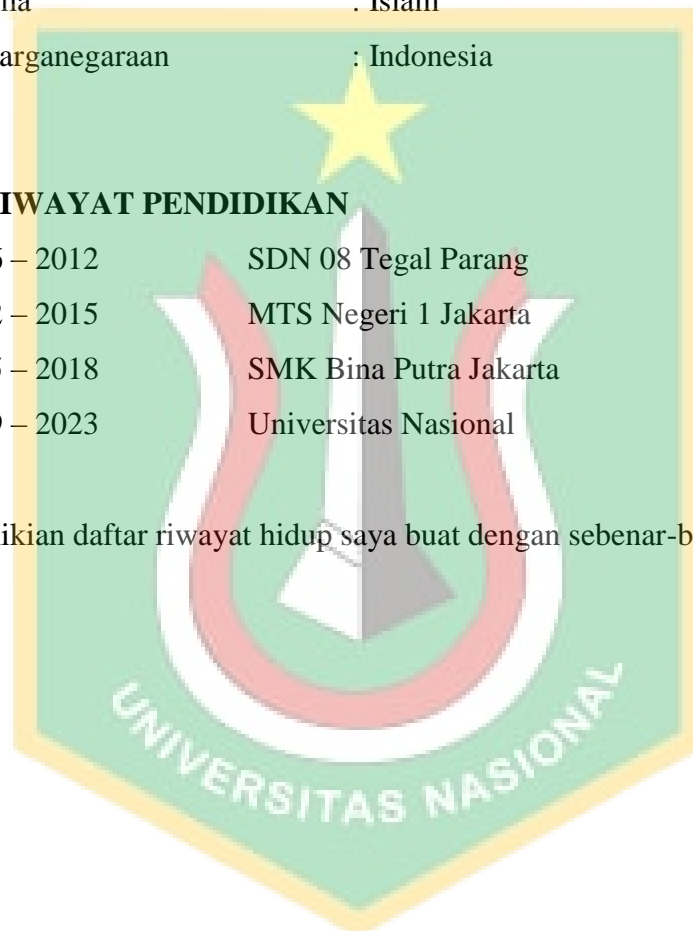 : Islam
arganegaraan : Indonesia
IWAYAT PENDIDIKAN
– 2012 SDN 08 Tegal Parang
– 2015 MTS Negeri 1 Jakarta
– 2018 SMK Bina Putra Jakarta
– 2023 Universitas Nasional
ikian daftar riwayat hidup saya buat dengan sebenar-b
UNIVERSITAS NASIONAL